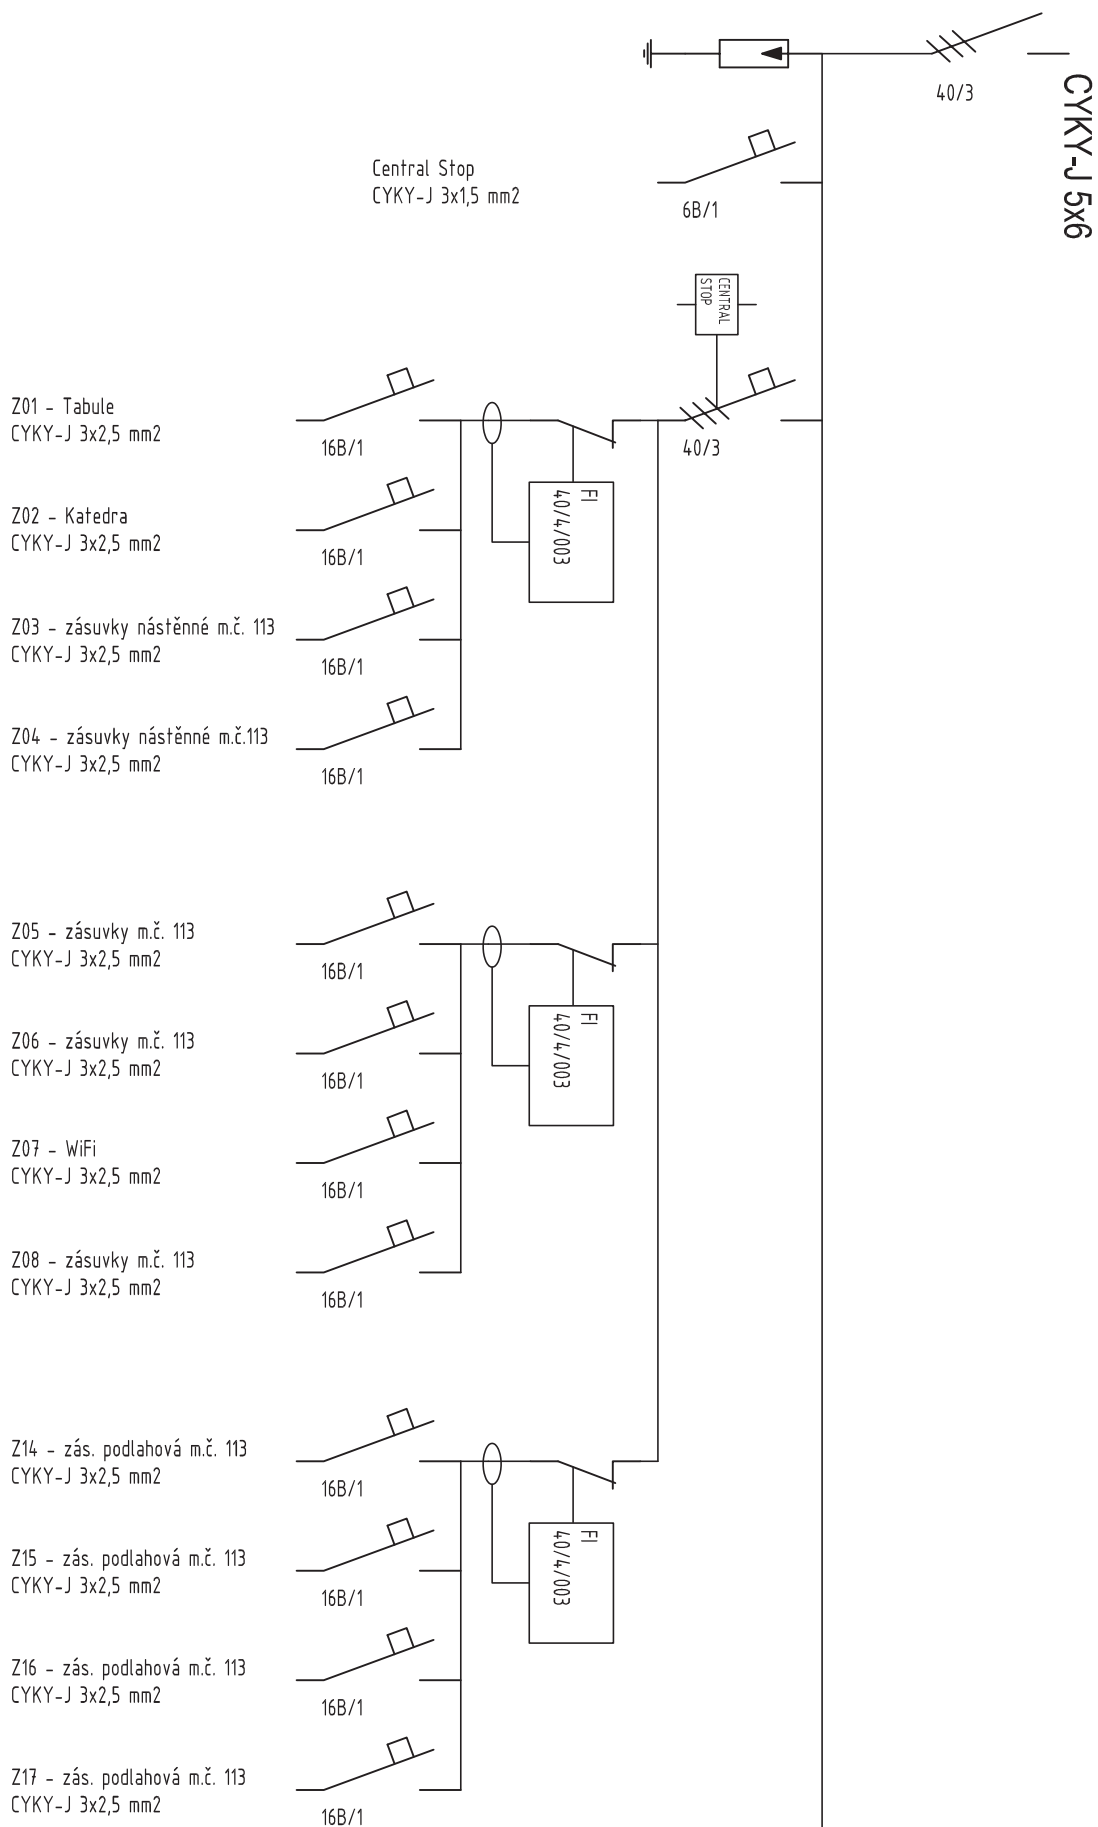 40/3
CYKY-J 5x6
Central Stop
CYKY-J 3x1,5 mm2
6B/1
CENTRAL
STOP
40/3
Z01 - Tabule
CYKY-J 3x2,5 mm2
16B/1
FI
40/4/003
Z02 - Katedra
CYKY-J 3x2,5 mm2
16B/1
Z03 - zásuvky nástěnné m.č. 113
CYKY-J 3x2,5 mm2
16B/1
Z04 - zásuvky nástěnné m.č.113
CYKY-J 3x2,5 mm2
16B/1
Z05 - zásuvky m.č. 113
CYKY-J 3x2,5 mm2
16B/1
FI
40/4/003
Z06 - zásuvky m.č. 113
CYKY-J 3x2,5 mm2
16B/1
Z07 - WiFi
CYKY-J 3x2,5 mm2
16B/1
Z08 - zásuvky m.č. 113
CYKY-J 3x2,5 mm2
16B/1
Z14 - zás. podlahová m.č. 113
CYKY-J 3x2,5 mm2
16B/1
FI
40/4/003
Z15 - zás. podlahová m.č. 113
CYKY-J 3x2,5 mm2
16B/1
Z16 - zás. podlahová m.č. 113
CYKY-J 3x2,5 mm2
16B/1
Z17 - zás. podlahová m.č. 113
CYKY-J 3x2,5 mm2
16B/1